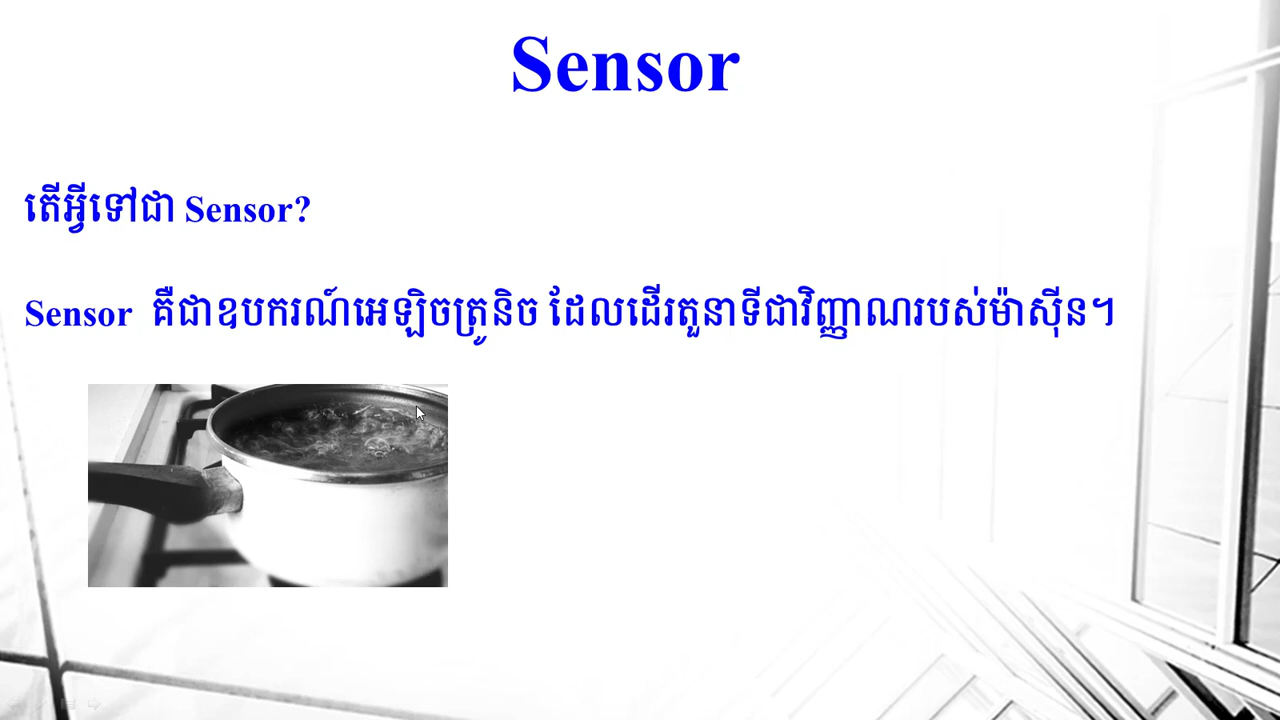 Sensor
តើអ្វីទៅជា Sensor?
Sensor គឺជាឧបករណ៍អេឡិចត្រូនិច ដែលដើរតួនាទីជាវិញ្ញាណរបស់ម៉ាស៊ីន។